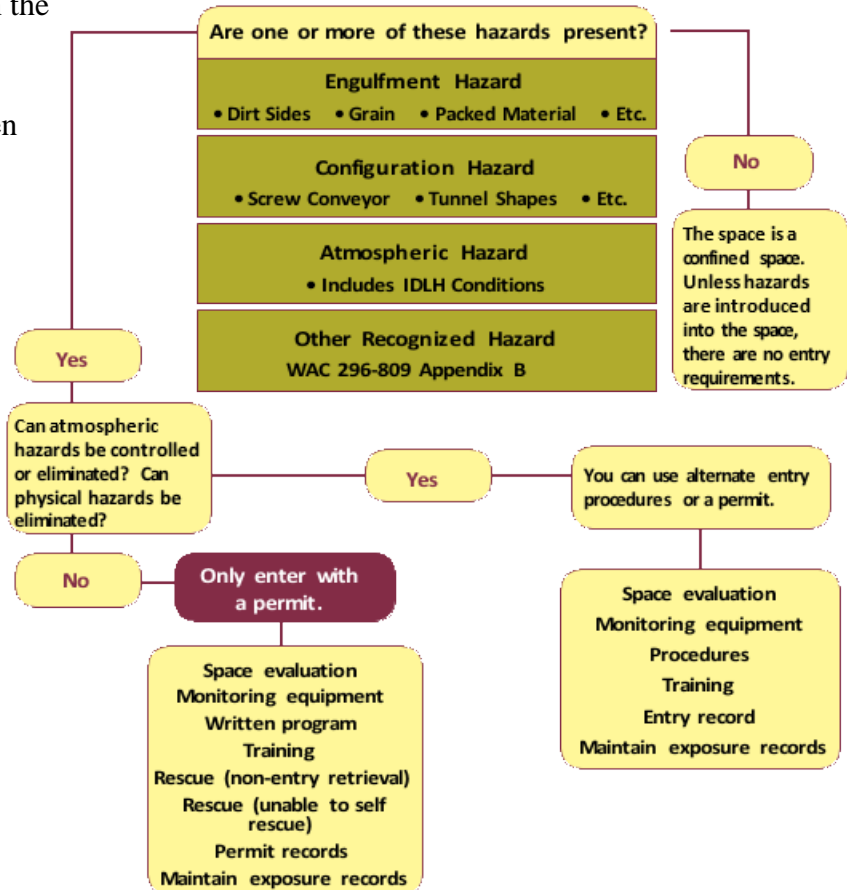 the
en
Are one or more of these hazards present?
Engulfment Hazard
• Dirt Sides • Grain • Packed Material • Etc.
Configuration Hazard
• Screw Conveyor • Tunnel Shapes • Etc.
Atmospheric Hazard
• Includes IDLH Conditions
Other Recognized Hazard
WAC 296-809 Appendix B
No
The space is a
confined space.
Unless hazards
are introduced
into the space,
there are no entry
requirements.
Yes
Can atmospheric
hazards be controlled
or eliminated? Can
physical hazards be
eliminated?
Yes
You can use alternate entry
procedures or a permit.
Space evaluation
Monitoring equipment
Procedures
Training
Entry record
Maintain exposure records
No
Only enter with
a permit.
Space evaluation
Monitoring equipment
Written program
Training
Rescue (non-entry retrieval)
Rescue (unable to self
rescue)
Permit records
Maintain exposure records